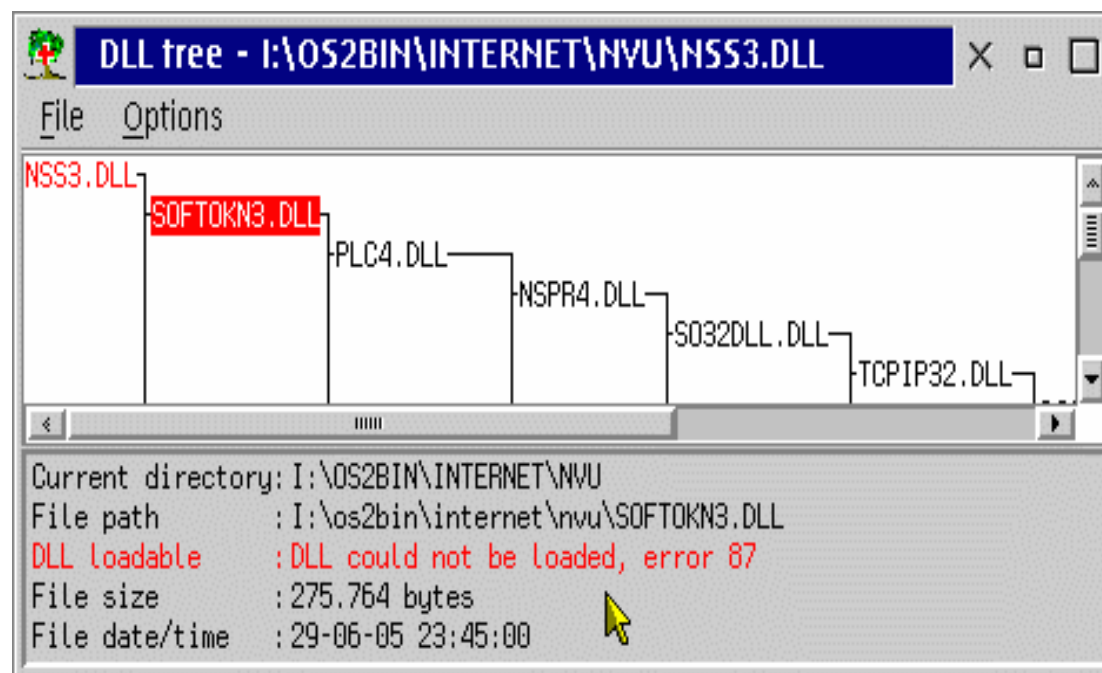 DLL tree - I:\OS2BIN\INTERNET\NVU\NSS3.DLL
File Options
NSS3.DLL
SOFTOKN3.DLL
PLC4.DLL
NSPR4.DLL
SO32DLL.DLL
TCPIP32.DLL
Current directory: I:\OS2BIN\INTERNET\NVU
File path : I:\os2bin\internet\nvu\SOFTOKN3.DLL
DLL loadable : DLL could not be loaded, error 87
File size : 275.764 bytes
File date/time : 29-06-05 23:45:00